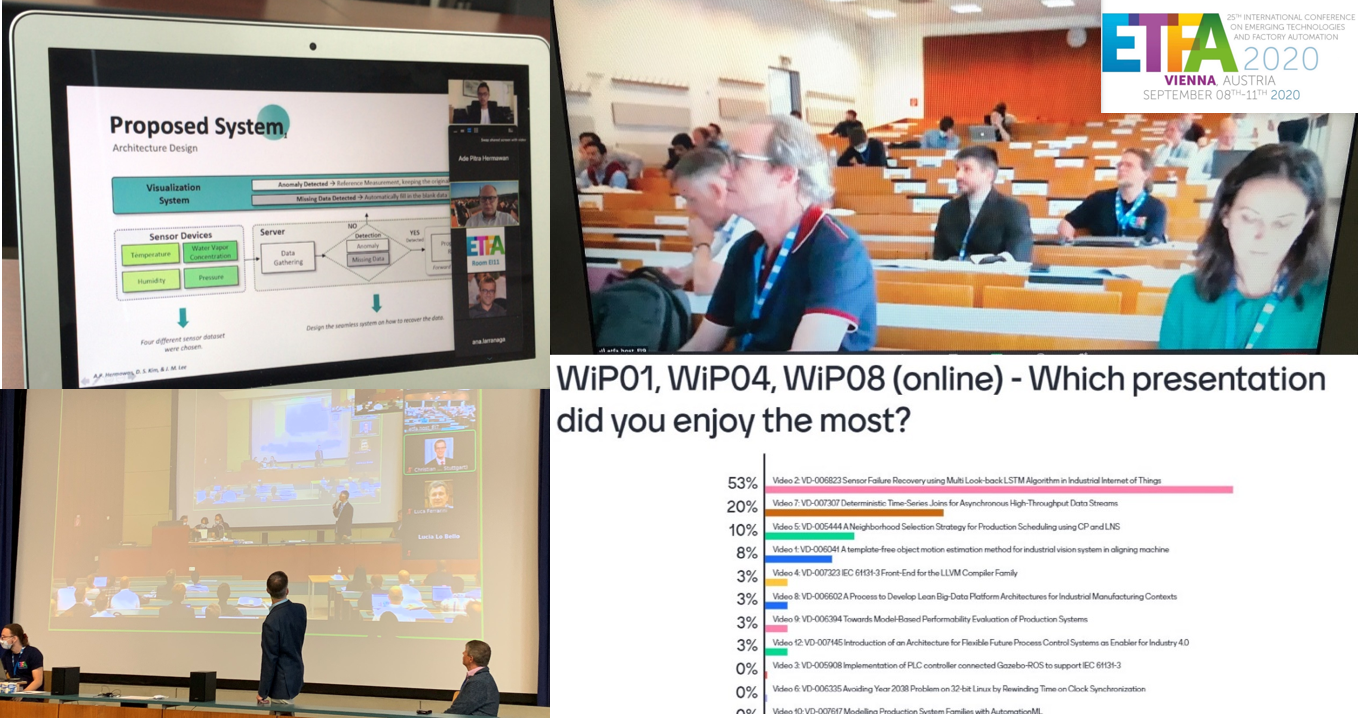 Proposed System
Architecture Design
Visualization
System
Anomaly Detected → Reference Measurement, keeping the original
Missing Data Detected → Automatically fill in the blank data
Sensor Devices
Temperature
Water Vapor
Concentration
Humidity
Pressure
Server
Data
Gathering
NO
Detection
Anomaly
Missing Data
YES
Detected
Forward
Four different sensor dataset
were chosen.
Design the seamless system on how to recover the data.
A.P. Hermawan, D. S. Kim, & J. M. Lee
Ade Pitra Hermawan
ETFA
Room EI11
ana.larranaga
ETFA 2020
25TH INTERNATIONAL CONFERENCE
ON EMERGING TECHNOLOGIES
AND FACTORY AUTOMATION
VIENNA, AUSTRIA
SEPTEMBER 08TH-11TH 2020
Christian
Stuttgart
Lucia Lo Bello
WiP01, WiP04, WiP08 (online) - Which presentation
did you enjoy the most?
53% Video 2: VD-006823 Sensor Failure Recovery using Multi Look-back LSTM Algorithm in Industrial Internet of Things
20% Video 7: VD-007307 Deterministic Time-Series Joins for Asynchronous High-Throughput Data Streams
10% Video 5: VD-005444 A Neighborhood Selection Strategy for Production Scheduling using CP and LNS
8% Video 1: VD-006041 A template-free object motion estimation method for industrial vision system in aligning machine
3% Video 4: VD-007323 IEC 61131-3 Front-End for the LLVM Compiler Family
3% Video 8: VD-006602 A Process to Develop Lean Big-Data Platform Architectures for Industrial Manufacturing Contexts
3% Video 9: VD-006394 Towards Model-Based Performability Evaluation of Production Systems
3% Video 12: VD-007145 Introduction of an Architecture for Flexible Future Process Control Systems as Enabler for Industry 4.0
0% Video 3: VD-005908 Implementation of PLC controller connected Gazebo-ROS to support IEC 61131-3
0% Video 6: VD-006335 Avoiding Year 2038 Problem on 32-bit Linux by Rewinding Time on Clock Synchronization
0% Video 10: VD-007617 Modelling Production System Families with AutomationML